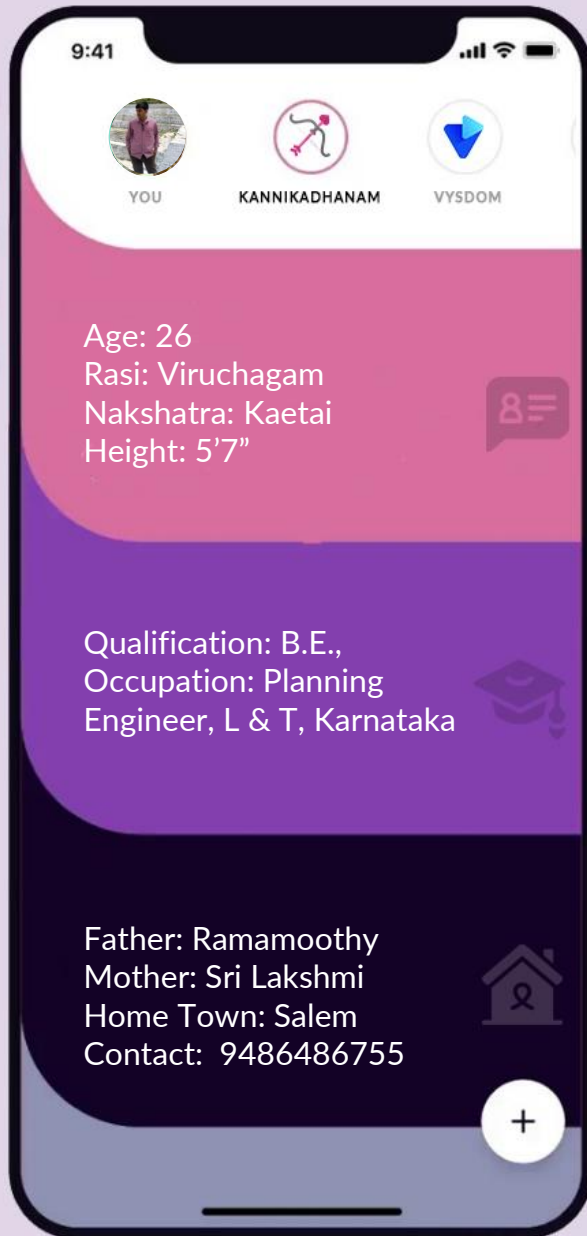 9:41
YOU
KANNIKADHANAM
VYSDOM
Age: 26
Rasi: Viruchagam
Nakshatra: Kaetai
Height: 5’7”
Qualification: B.E.,
Occupation: Planning
Engineer, L & T, Karnataka
Father: Ramamoothy
Mother: Sri Lakshmi
Home Town: Salem
Contact: 9486486755